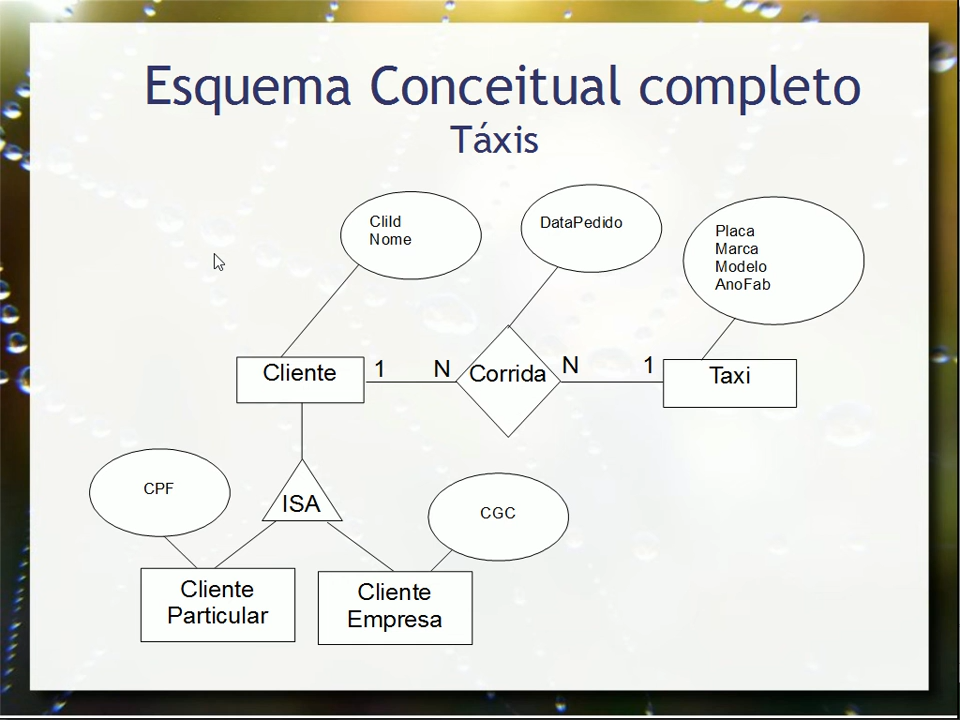 Esquema Conceitual completo
Táxis
CliId
Nome
DataPedido
Placa
Marca
Modelo
AnoFab
Cliente
1
N
Corrida
N
1
Taxi
CPF
ISA
CGC
Cliente
Particular
Cliente
Empresa